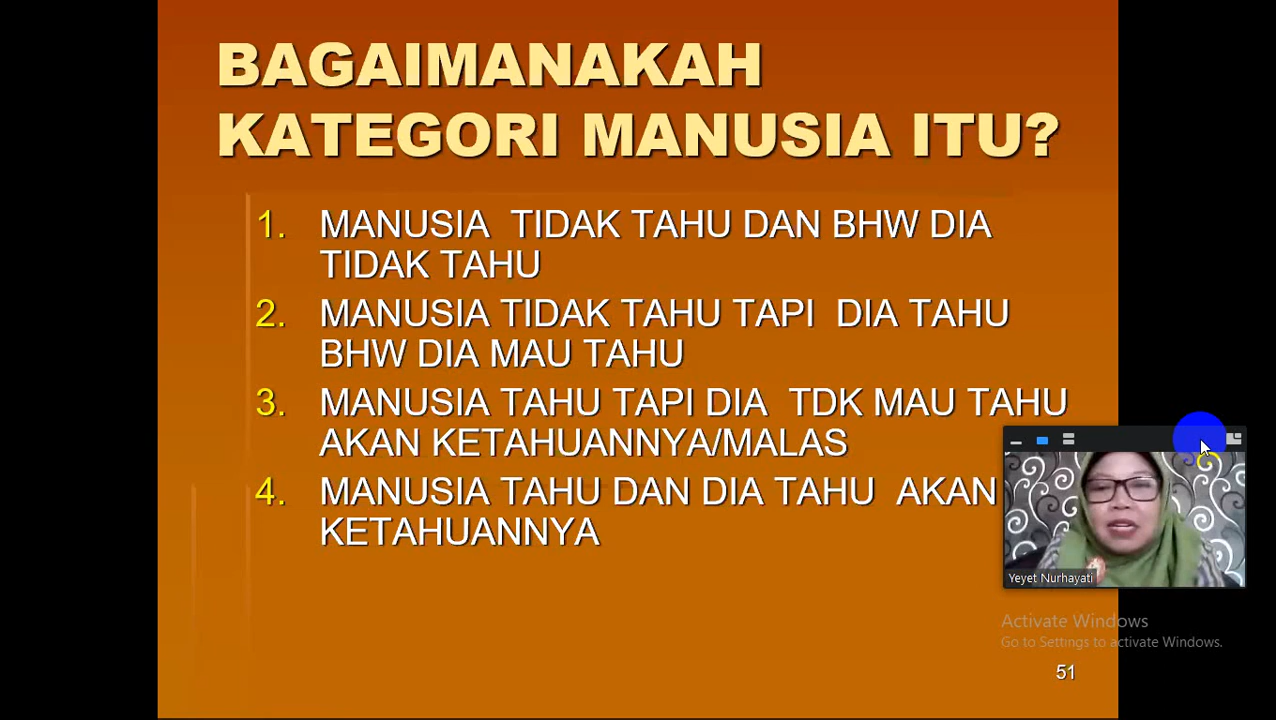 BAGAIMANAKAH
KATEGORI MANUSIA ITU?
1. MANUSIA TIDAK TAHU DAN BHW DIA
TIDAK TAHU
2. MANUSIA TIDAK TAHU TAPI DIA TAHU
BHW DIA MAU TAHU
3. MANUSIA TAHU TAPI DIA TDK MAU TAHU
AKAN KETAHUANNYA/MALAS
4. MANUSIA TAHU DAN DIA TAHU AKAN
KETAHUANNYA
Yeyet Nurhayati
Activate Windows
Go to Settings to activate Windows.
51